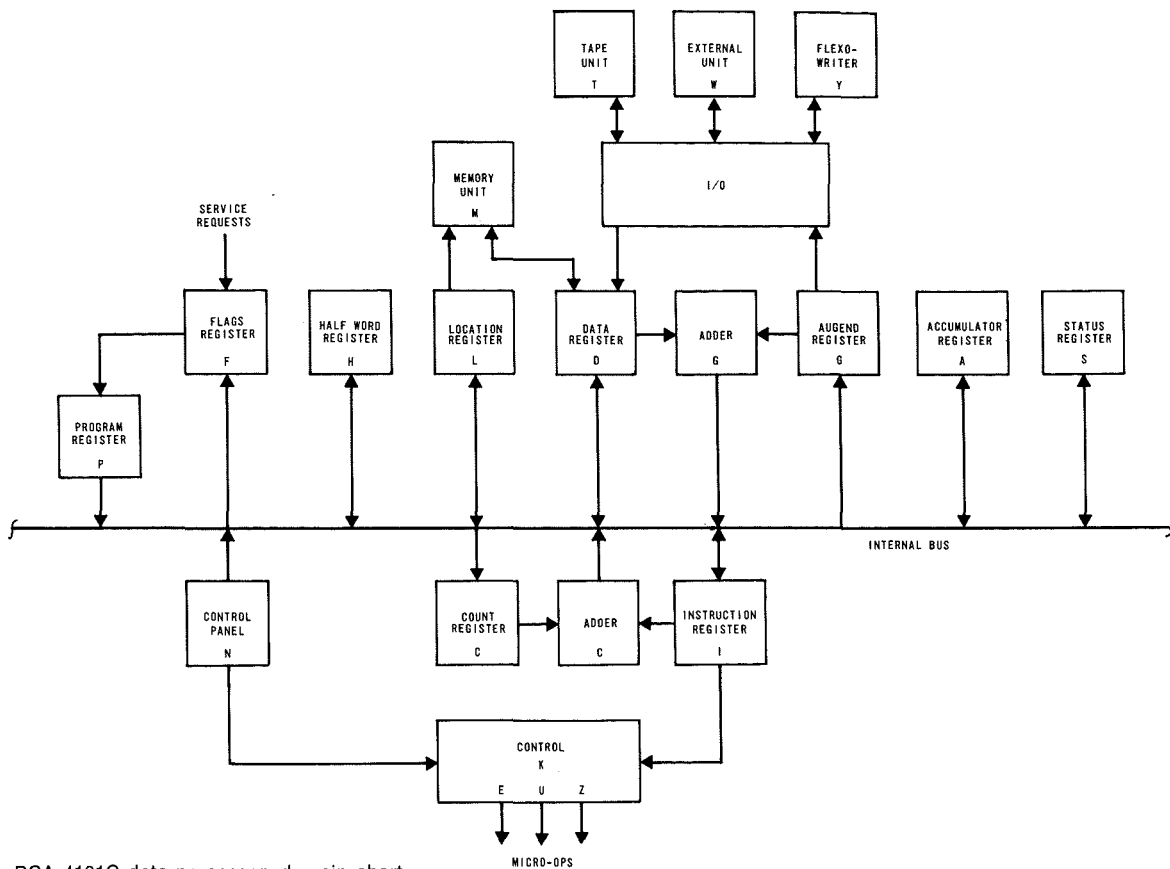 TAPE
UNIT
T
EXTERNAL
UNIT
W
FLEXO-
WRITER
Y
MEMORY
UNIT
M
I/O
SERVICE
REQUESTS
FLAGS
REGISTER
F
HALF WORD
REGISTER
H
LOCATION
REGISTER
L
DATA
REGISTER
D
ADDER
G
AUGEND
REGISTER
G
ACCUMULATOR
REGISTER
A
STATUS
REGISTER
S
PROGRAM
REGISTER
P
INTERNAL BUS
CONTROL
PANEL
N
COUNT
REGISTER
C
ADDER
C
INSTRUCTION
REGISTER
I
CONTROL
K
E U Z
MICRO-OPS
data chart